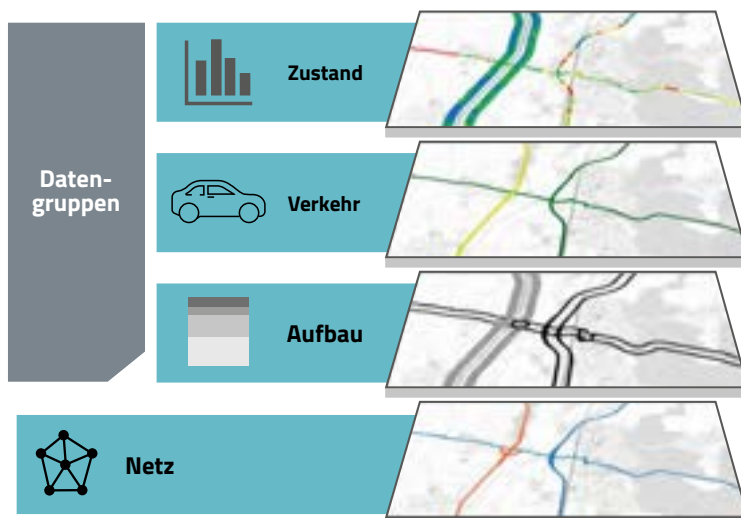 Daten-
gruppen
Zustand
Verkehr
Aufbau
Netz